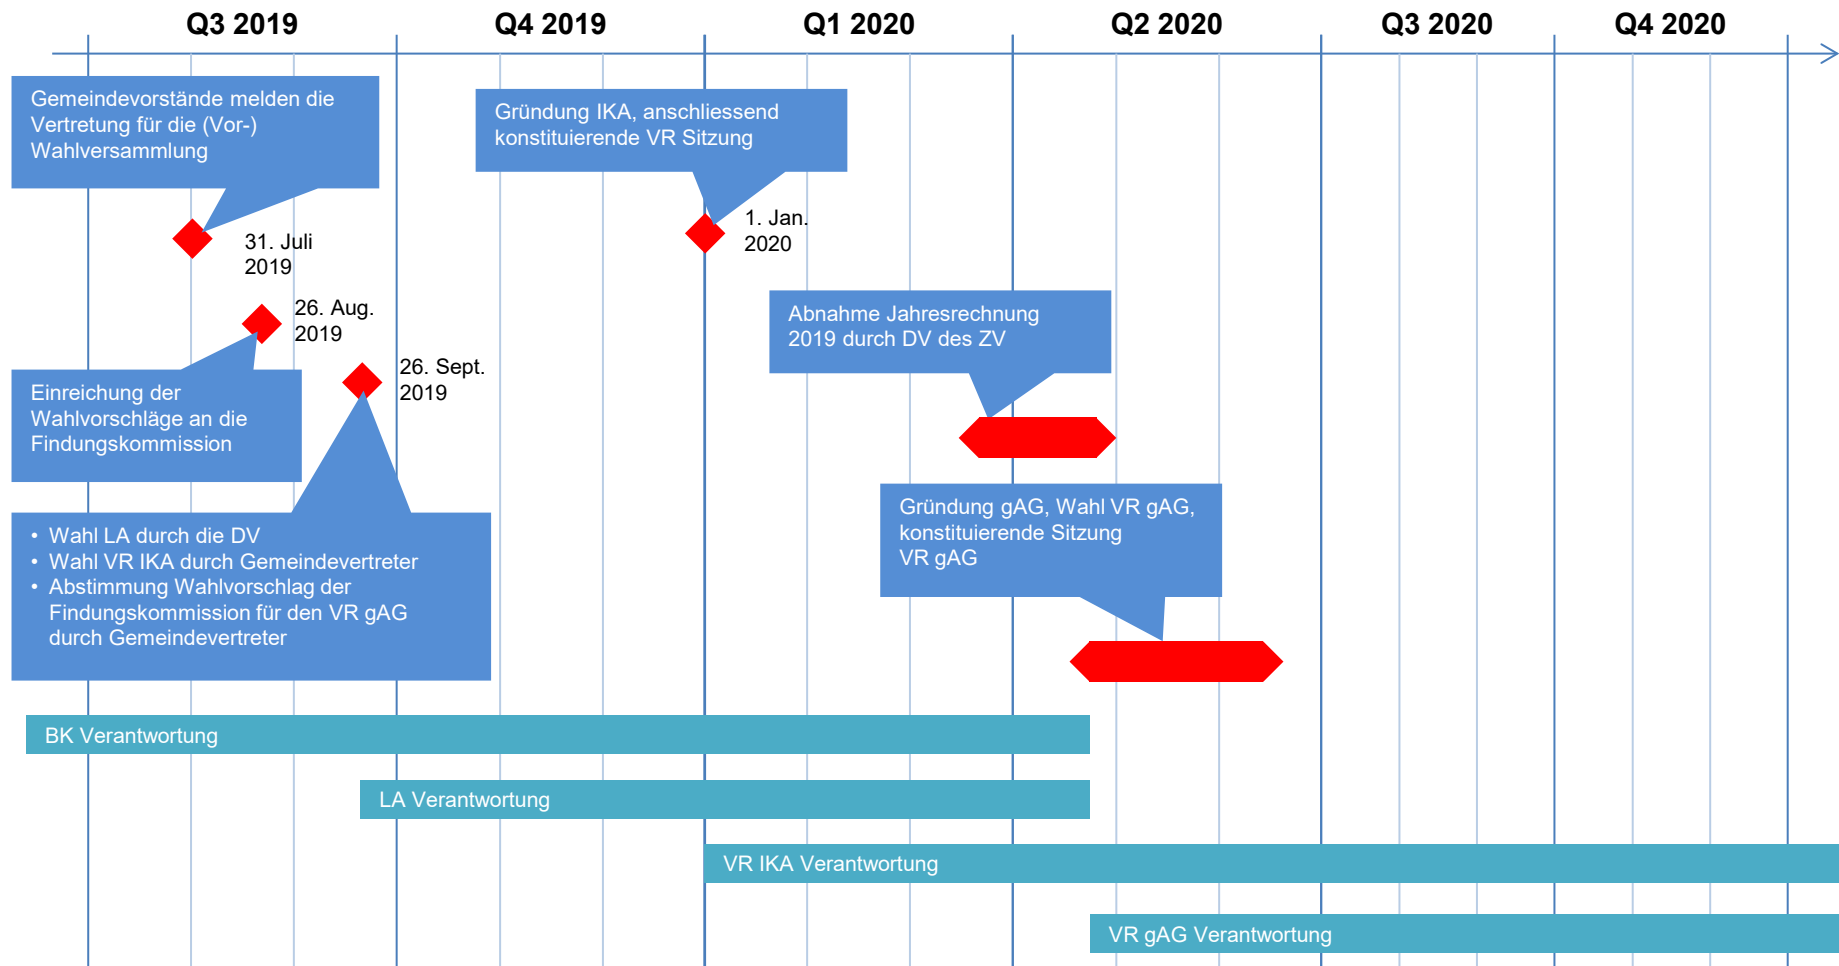 Q3 2019
Q4 2019
Q1 2020
Q2 2020
Q3 2020
Q4 2020
Gemeindevorstände melden die
Vertretung für die (Vor-)
Wahlversammlung
31. Juli
2019
Gründung IKA, anschliessend
konstituierende VR Sitzung
1. Jan.
2020
26. Aug.
2019
Einreichung der
Wahlvorschläge an die
Findungskommission
26. Sept.
2019
Abnahme Jahresrechnung
2019 durch DV des ZV
• Wahl LA durch die DV
• Wahl VR IKA durch Gemeindevertreter
• Abstimmung Wahlvorschlag der
Findungskommission für den VR gAG
durch Gemeindevertreter
Gründung gAG, Wahl VR gAG,
konstituierende Sitzung
VR gAG
BK Verantwortung
LA Verantwortung
VR IKA Verantwortung
VR gAG Verantwortung